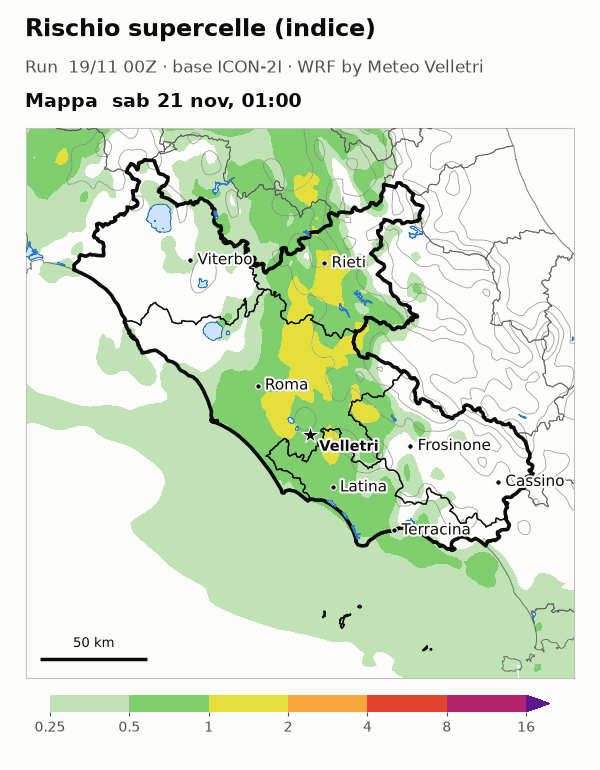 Rischio supercelle (indice)
Run  19/11 00Z · base ICON-2I · WRF by Meteo Velletri
Mappa  sab 21 nov, 01:00
Viterbo
Rieti
Roma
Velletri
Frosinone
Latina
Cassino
Terracina
50 km
0.25 0.5 1 2 4 8 16